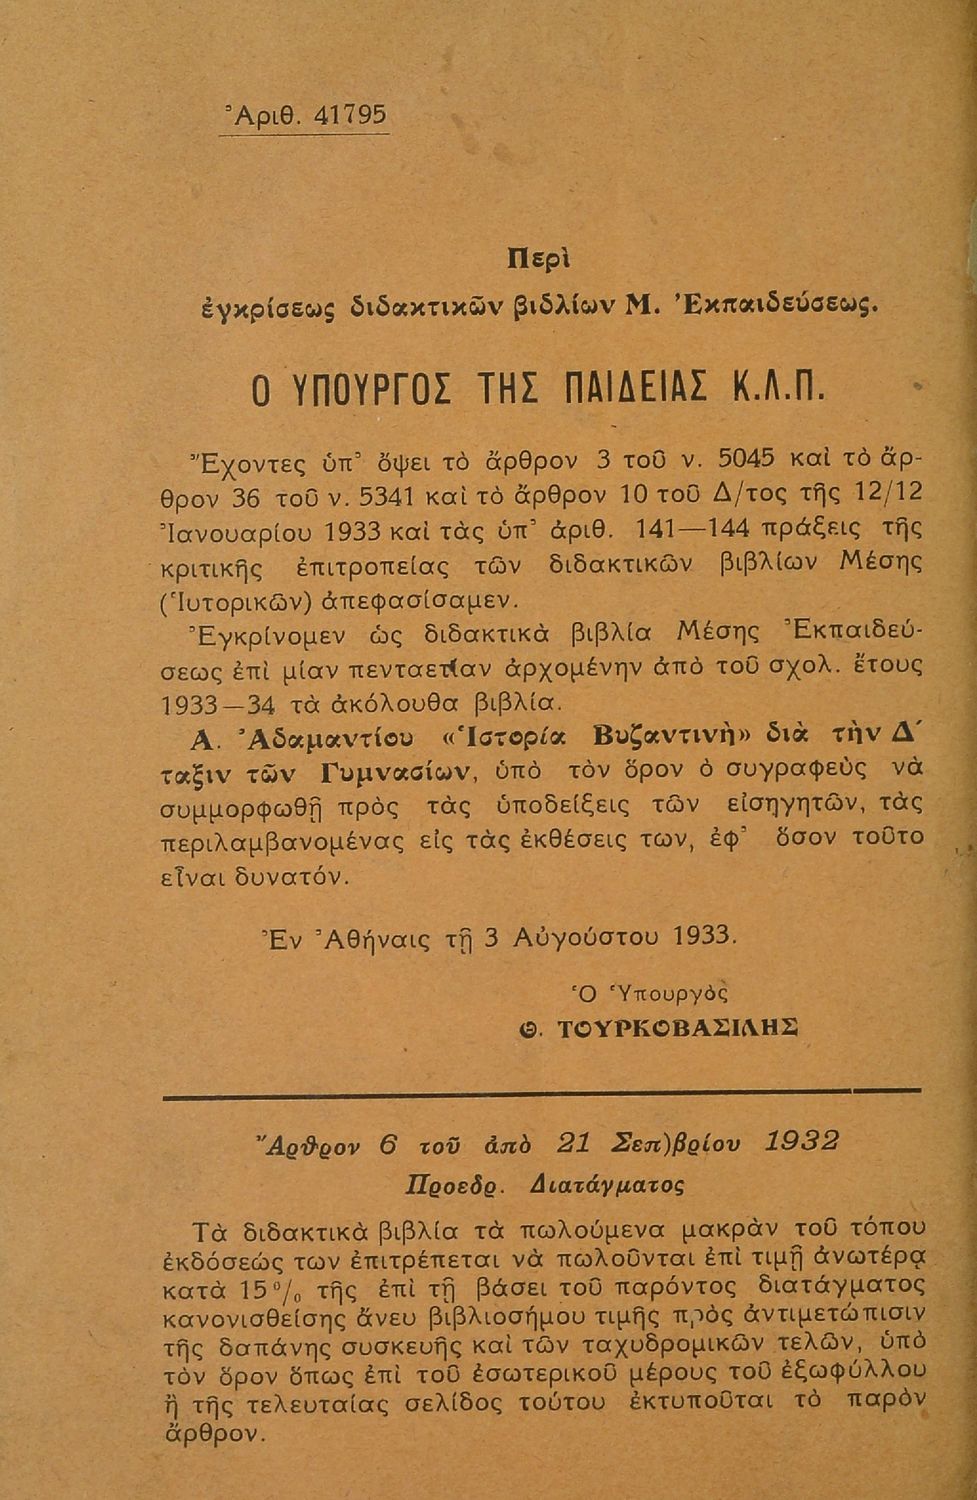 Ἀριθ. 41795
Περὶ
ἐγκρίσεως διδακτικῶν βιβλίων Μ. Ἐκπαιδεύσεως.
Ο ΥΠΟΥΡΓΟΣ ΤΗΣ ΠΑΙΔΕΙΑΣ Κ.Λ.Π.
Ἔχοντες ὑπ' ὄψει τὸ ἄρθρον 3 τοῦ ν. 5045 καὶ τὸ ἄρ-
θρον 36 τοῦ ν. 5341 καὶ τὸ ἄρθρον 10 τοῦ Δ/τος τῆς 12/12
Ἰανουαρίου 1933 καὶ τὰς ὑπ' ἀριθ. 141—144 πράξεις τῆς
κριτικῆς ἐπιτροπείας τῶν διδακτικῶν βιβλίων Μέσης
(Ἱυτορικῶν) ἀπεφασίσαμεν.
Ἐγκρίνομεν ὡς διδακτικὰ βιβλία Μέσης Ἐκπαιδεύ-
σεως ἐπὶ μίαν πενταετίαν ἀρχομένην ἀπὸ τοῦ σχολ. ἔτους
1933—34 τὰ ἀκόλουθα βιβλία.
Α. Ἀδαμαντίου «Ἱστορία Βυζαντινὴ» διὰ τὴν Δ΄
ταξιν τῶν Γυμνασίων, ὑπὸ τὸν ὅρον ὁ συγραφεὺς νὰ
συμμορφωθῇ πρὸς τὰς ὑποδείξεις τῶν εἰσηγητῶν, τὰς
περιλαμβανομένας εἰς τὰς ἐκθέσεις των, ἐφ' ὅσον τοῦτο
εἶναι δυνατόν.
Ἐν Ἀθήναις τῇ 3 Αὐγούστου 1933.
Ὁ Ὑπουργὸς
Θ. ΤΟΥΡΚΟΒΑΣΙΛΗΣ
Ἄρθρον 6 τοῦ ἀπὸ 21 Σεπ)βρίου 1932
Προεδρ. Διατάγματος
Τὰ διδακτικὰ βιβλία τὰ πωλούμενα μακρὰν τοῦ τόπου
ἐκδόσεώς των ἐπιτρέπεται νὰ πωλοῦνται ἐπὶ τιμῇ ἀνωτέρᾳ
κατὰ 15% τῆς ἐπὶ τῇ βάσει τοῦ παρόντος διατάγματος
κανονισθείσης ἄνευ βιβλιοσήμου τιμῆς πρὸς ἀντιμετώπισιν
τῆς δαπάνης συσκευῆς καὶ τῶν ταχυδρομικῶν τελῶν, ὑπὸ
τὸν ὅρον ὅπως ἐπὶ τοῦ ἐσωτερικοῦ μέρους τοῦ ἐξωφύλλου
ἢ τῆς τελευταίας σελίδος τούτου ἐκτυποῦται τὸ παρὸν
ἄρθρον.